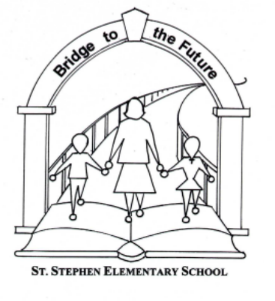 Bridge to the Future
ST. STEPHEN ELEMENTARY SCHOOL